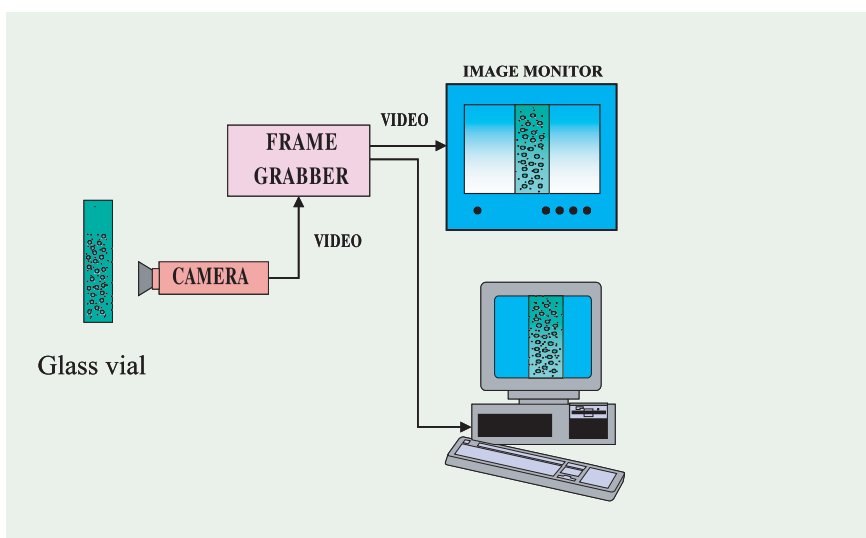 IMAGE MONITOR
VIDEO
FRAME
GRABBER
VIDEO
CAMERA
Glass vial